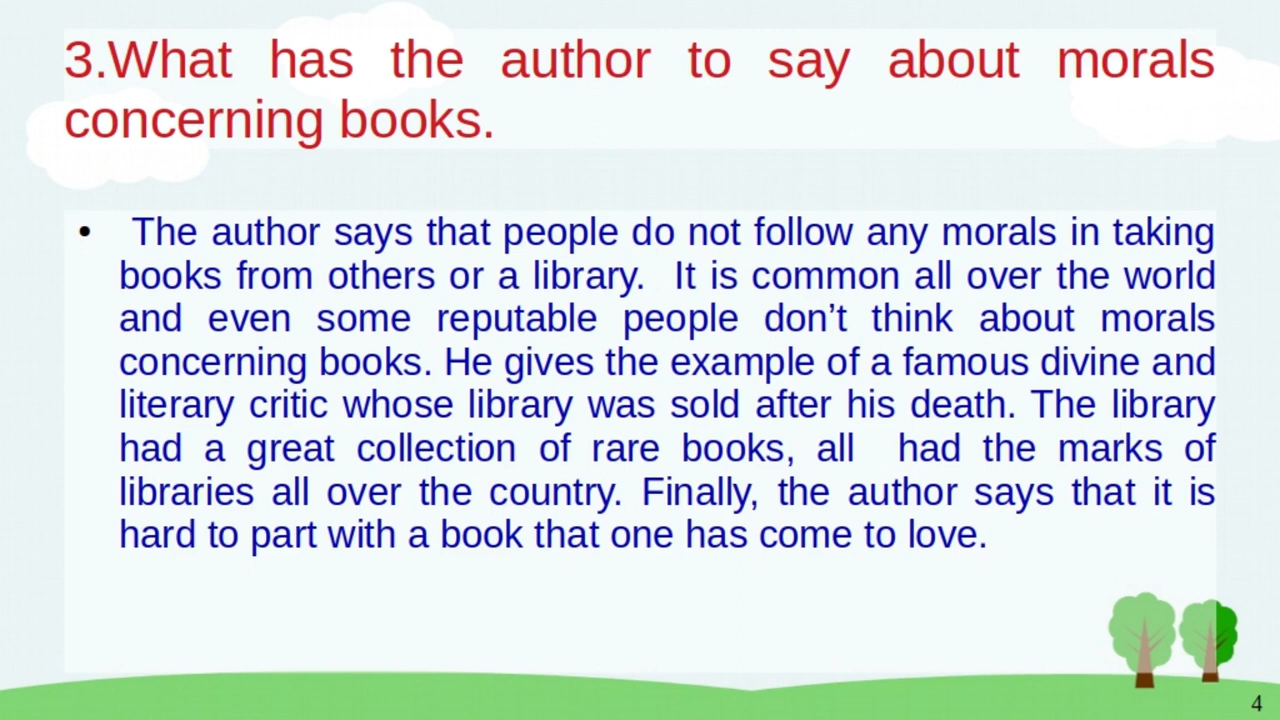 3.What has the author to say about morals
concerning books.
• The author says that people do not follow any morals in taking
books from others or a library. It is common all over the world
and even some reputable people don’t think about morals
concerning books. He gives the example of a famous divine and
literary critic whose library was sold after his death. The library
had a great collection of rare books, all had the marks of
libraries all over the country. Finally, the author says that it is
hard to part with a book that one has come to love.
4